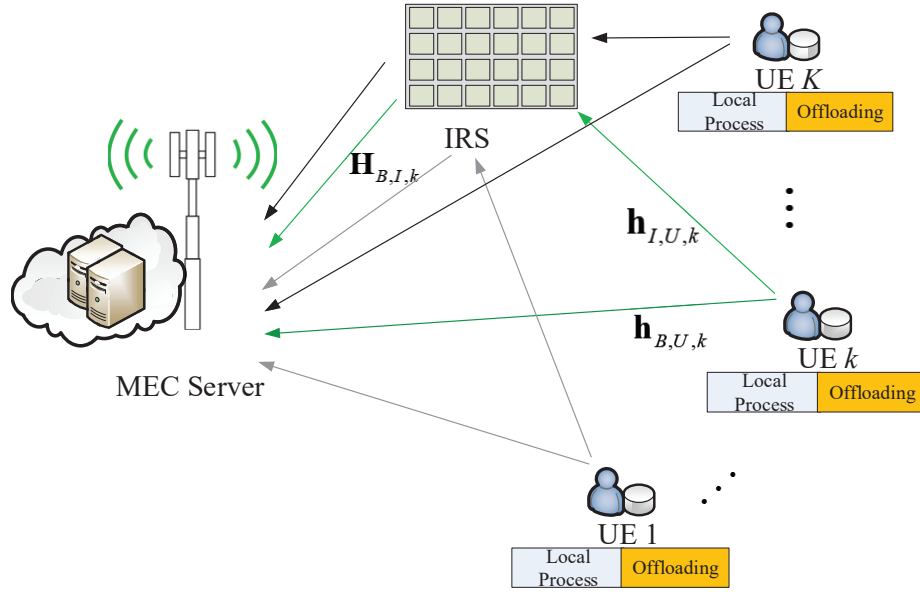 UE K
Local
Process
Offloading
IRS
H_{B,I,k}
h_{I,U,k}
h_{B,U,k}
MEC Server
UE k
Local
Process
Offloading
UE 1
Local
Process
Offloading